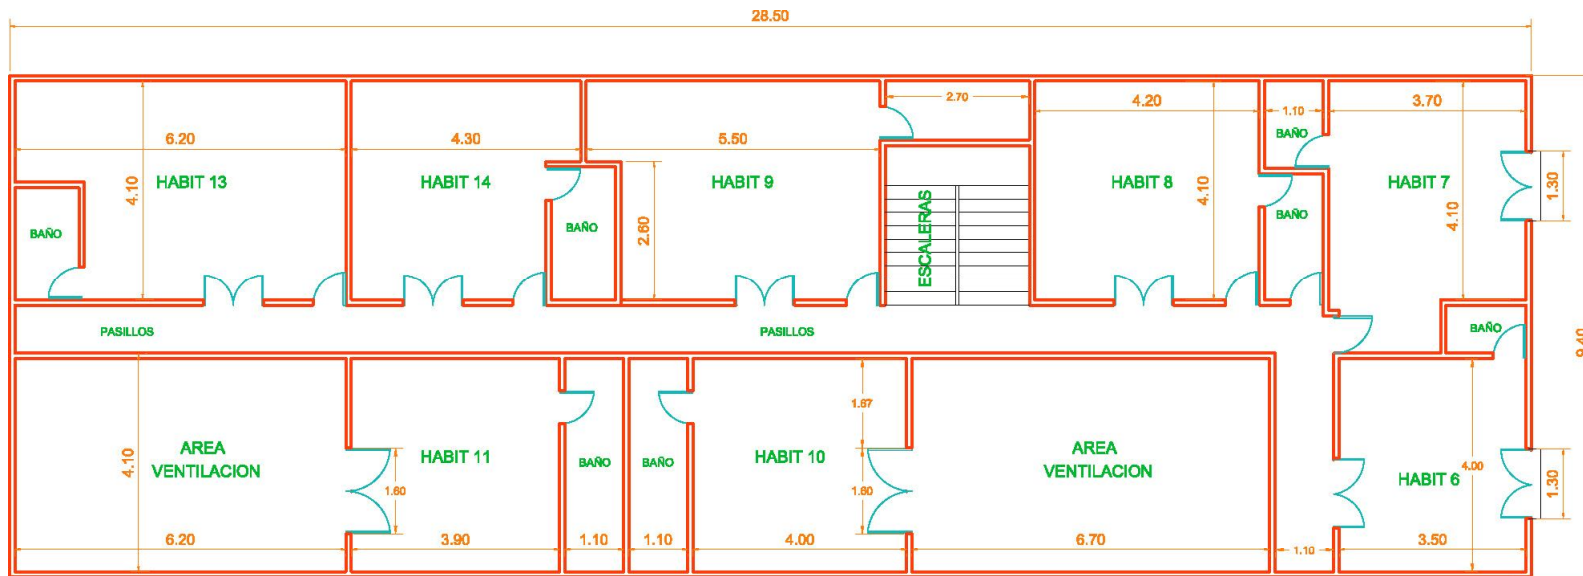 28.50
2.70
4.20
1.10
3.70
6.20
4.30
5.50
BAÑO
HABIT 13
4.10
HABIT 14
HABIT 9
HABIT 8
4.10
HABIT 7
4.10
1.30
BAÑO
BAÑO
2.60
ESCALERAS
BAÑO
PASILLOS
PASILLOS
BAÑO
9.40
1.67
AREA
VENTILACION
4.10
HABIT 11
BAÑO
BAÑO
HABIT 10
AREA
VENTILACION
4.00
HABIT 6
1.30
1.60
1.60
6.20
3.90
1.10
1.10
4.00
6.70
1.10
3.50